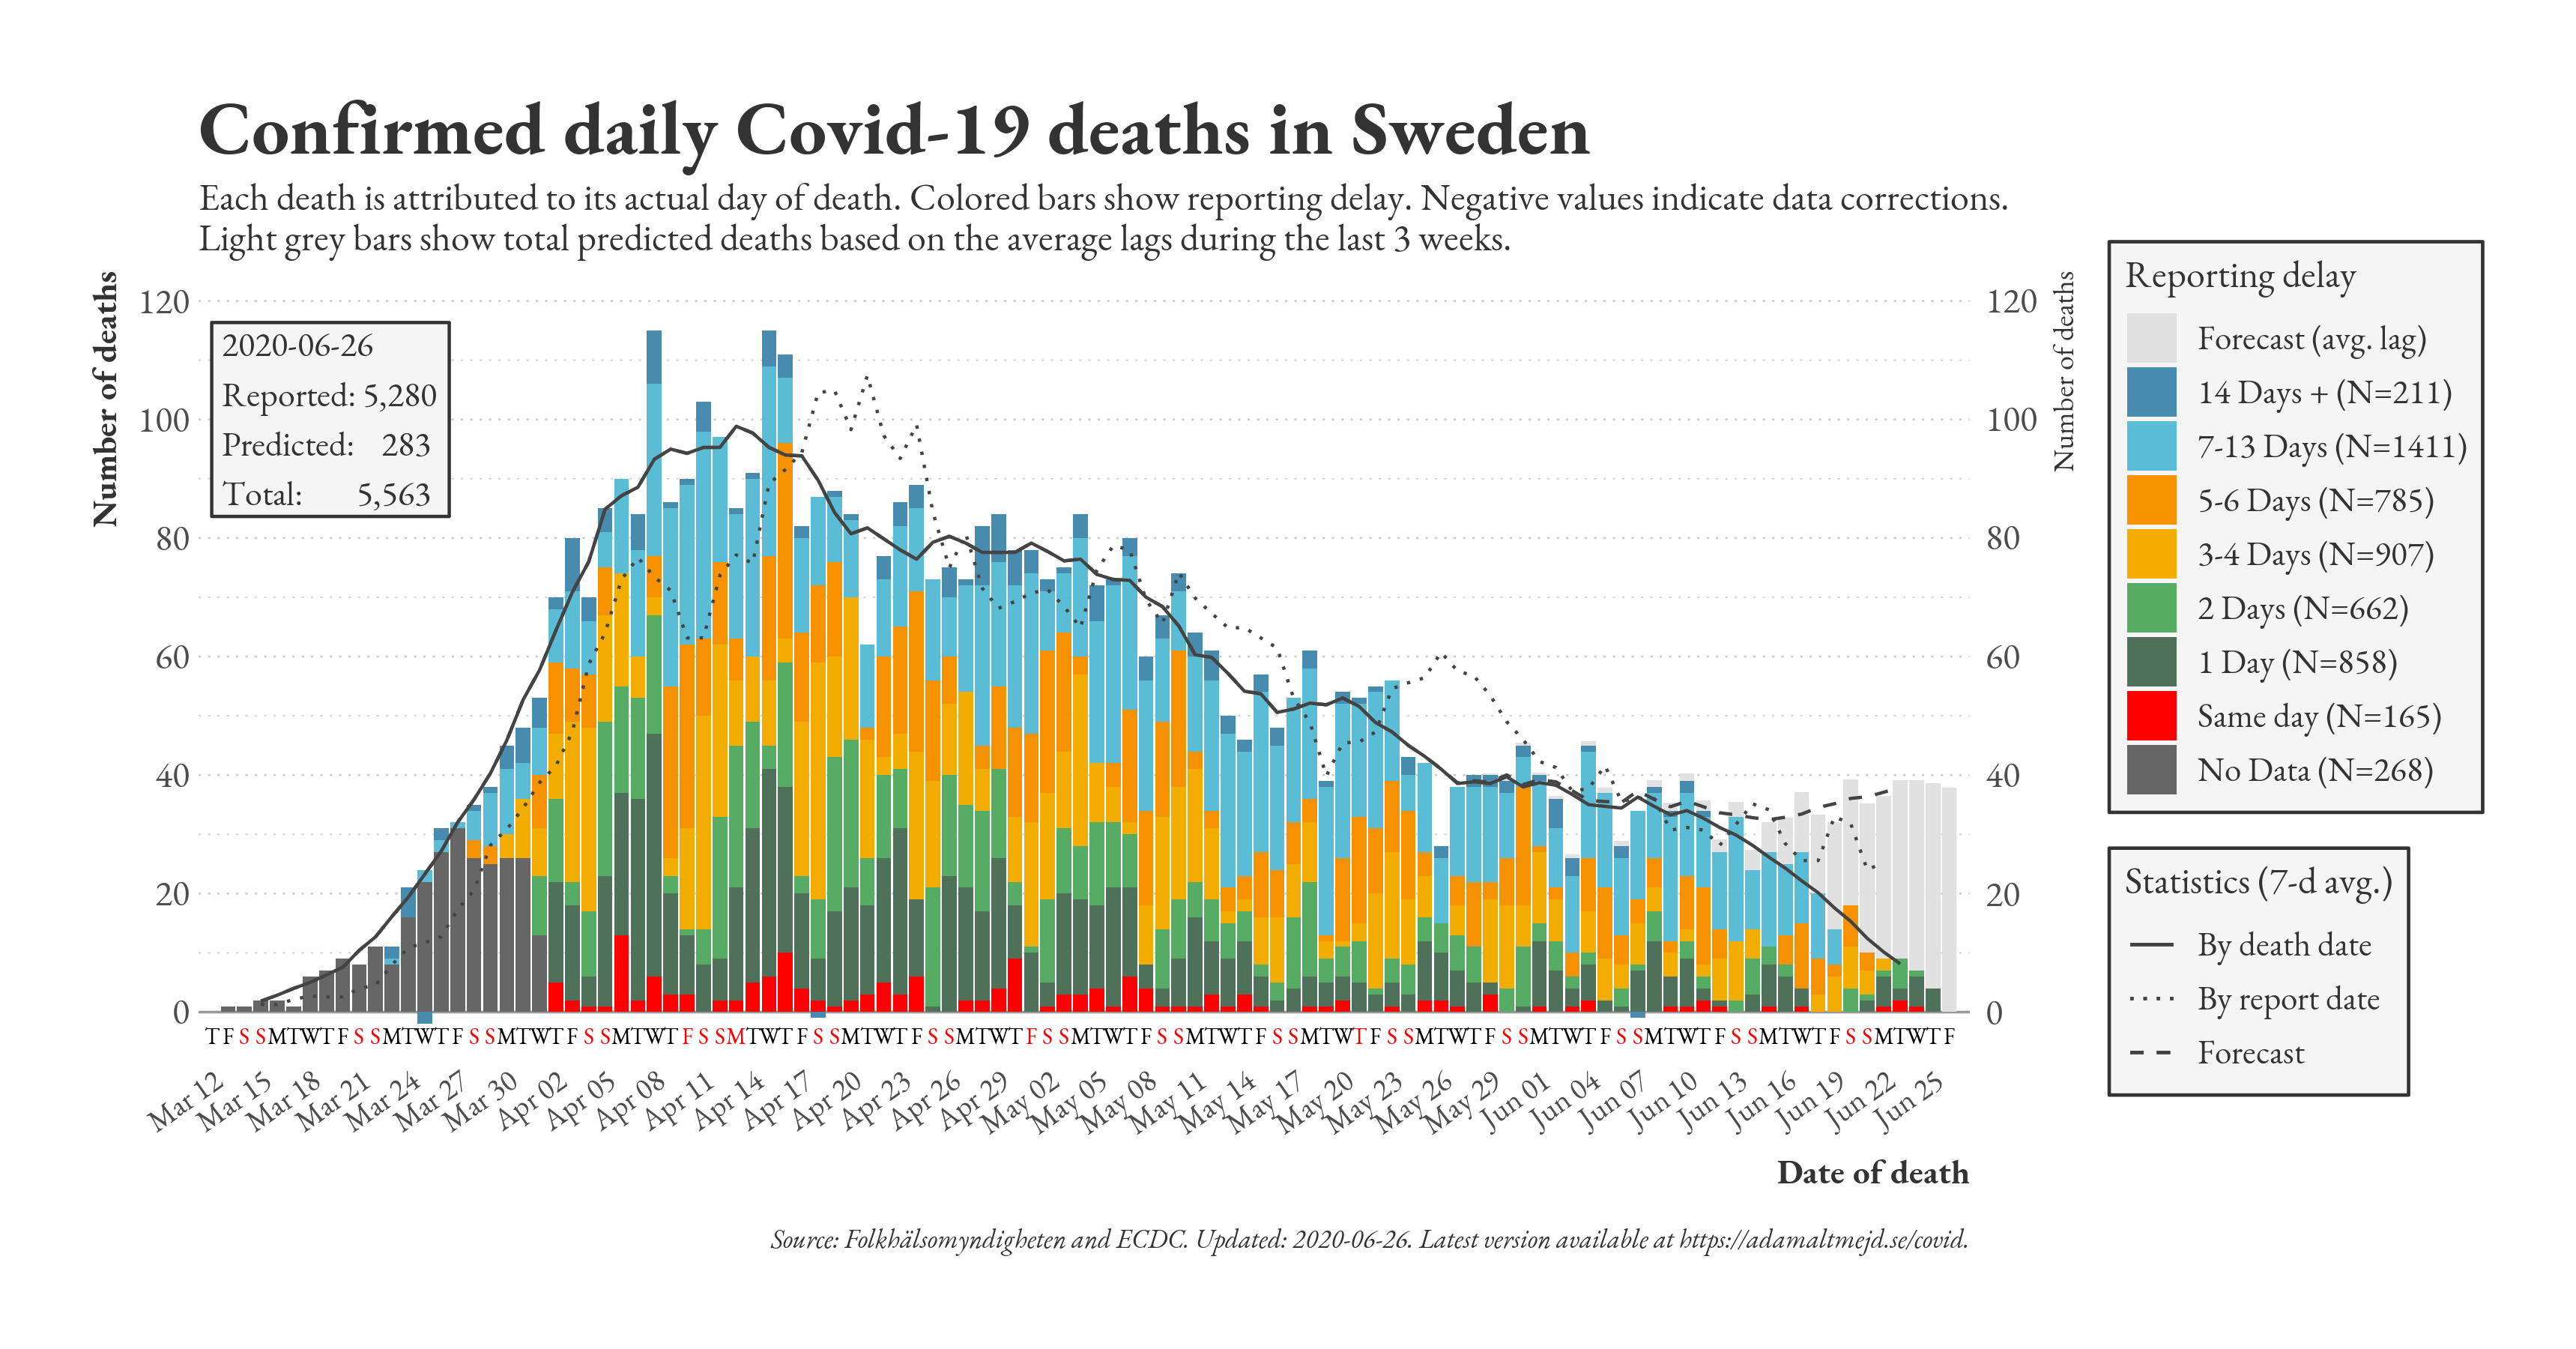 Confirmed daily Covid-19 deaths in Sweden
Each death is attributed to its actual day of death. Colored bars show reporting delay. Negative values indicate data corrections.
Light grey bars show total predicted deaths based on the average lags during the last 3 weeks.
Number of deaths
120
100
80
60
40
20
0
2020-06-26
Reported: 5,280
Predicted: 283
Total: 5,563
120
100
80
60
40
20
0
Number of deaths
T F S S M T W T F S S M T W T F S S M T W T F S S M T W T F S S M T W T F S S M T W T F S S M T W T F S S M T W T F S S M T W T F S S M T W T F S S M T W T F S S M T W T F S S M T W T F S S M T W T F S S M T W T F
Mar 12
Mar 15
Mar 18
Mar 21
Mar 24
Mar 27
Mar 30
Apr 02
Apr 05
Apr 08
Apr 11
Apr 14
Apr 17
Apr 20
Apr 23
Apr 26
Apr 29
May 02
May 05
May 08
May 11
May 14
May 17
May 20
May 23
May 26
May 29
Jun 01
Jun 04
Jun 07
Jun 10
Jun 13
Jun 16
Jun 19
Jun 22
Jun 25
Date of death
Reporting delay
Forecast (avg. lag)
14 Days + (N=211)
7-13 Days (N=1411)
5-6 Days (N=785)
3-4 Days (N=907)
2 Days (N=662)
1 Day (N=858)
Same day (N=165)
No Data (N=268)
Statistics (7-d avg.)
By death date
By report date
Forecast
Source: Folkhälsomyndigheten and ECDC. Updated: 2020-06-26. Latest version available at https://adamaltmejd.se/covid.